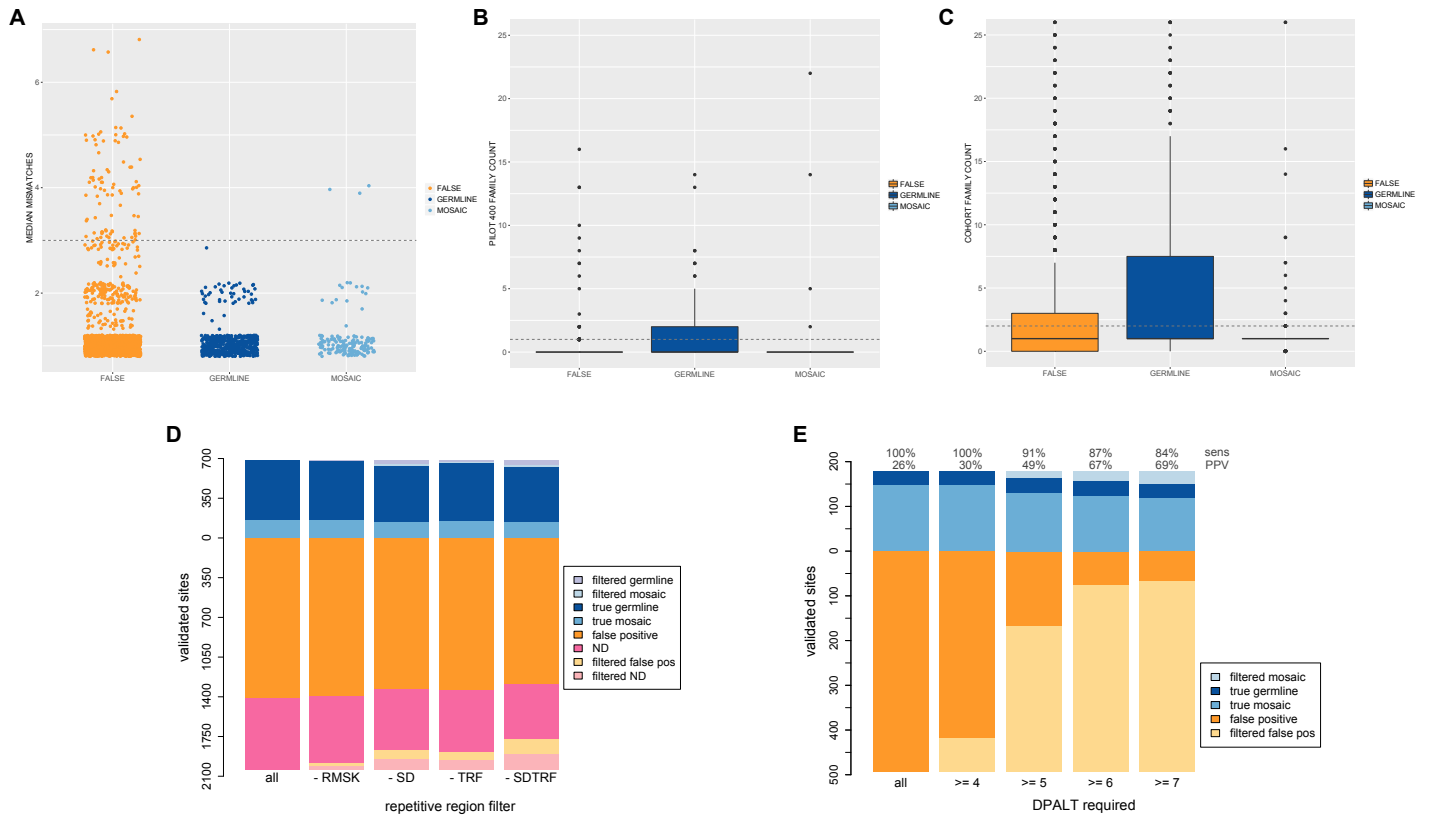 A
MEDIAN MISMATCHES
6
4
2
FALSE
GERMLINE
MOSAIC
FALSE
GERMLINE
MOSAIC
B
PILOT 400 FAMILY COUNT
25
20
15
10
5
0
FALSE
GERMLINE
MOSAIC
FALSE
GERMLINE
MOSAIC
C
COHORT FAMILY COUNT
25
20
15
10
5
0
FALSE
GERMLINE
MOSAIC
FALSE
GERMLINE
MOSAIC
D
validated sites
700
350
0
350
700
1050
1400
1750
2100
all
- RMSK
- SD
- TRF
- SDTRF
repetitive region filter
filtered germline
filtered mosaic
true germline
true mosaic
false positive
ND
filtered false pos
filtered ND
E
100% 100% 91% 87% 84% sens
26% 30% 49% 67% 69% PPV
validated sites
200
100
0
100
200
300
400
500
all
>= 4
>= 5
>= 6
>= 7
DPALT required
filtered mosaic
true germline
true mosaic
false positive
filtered false pos